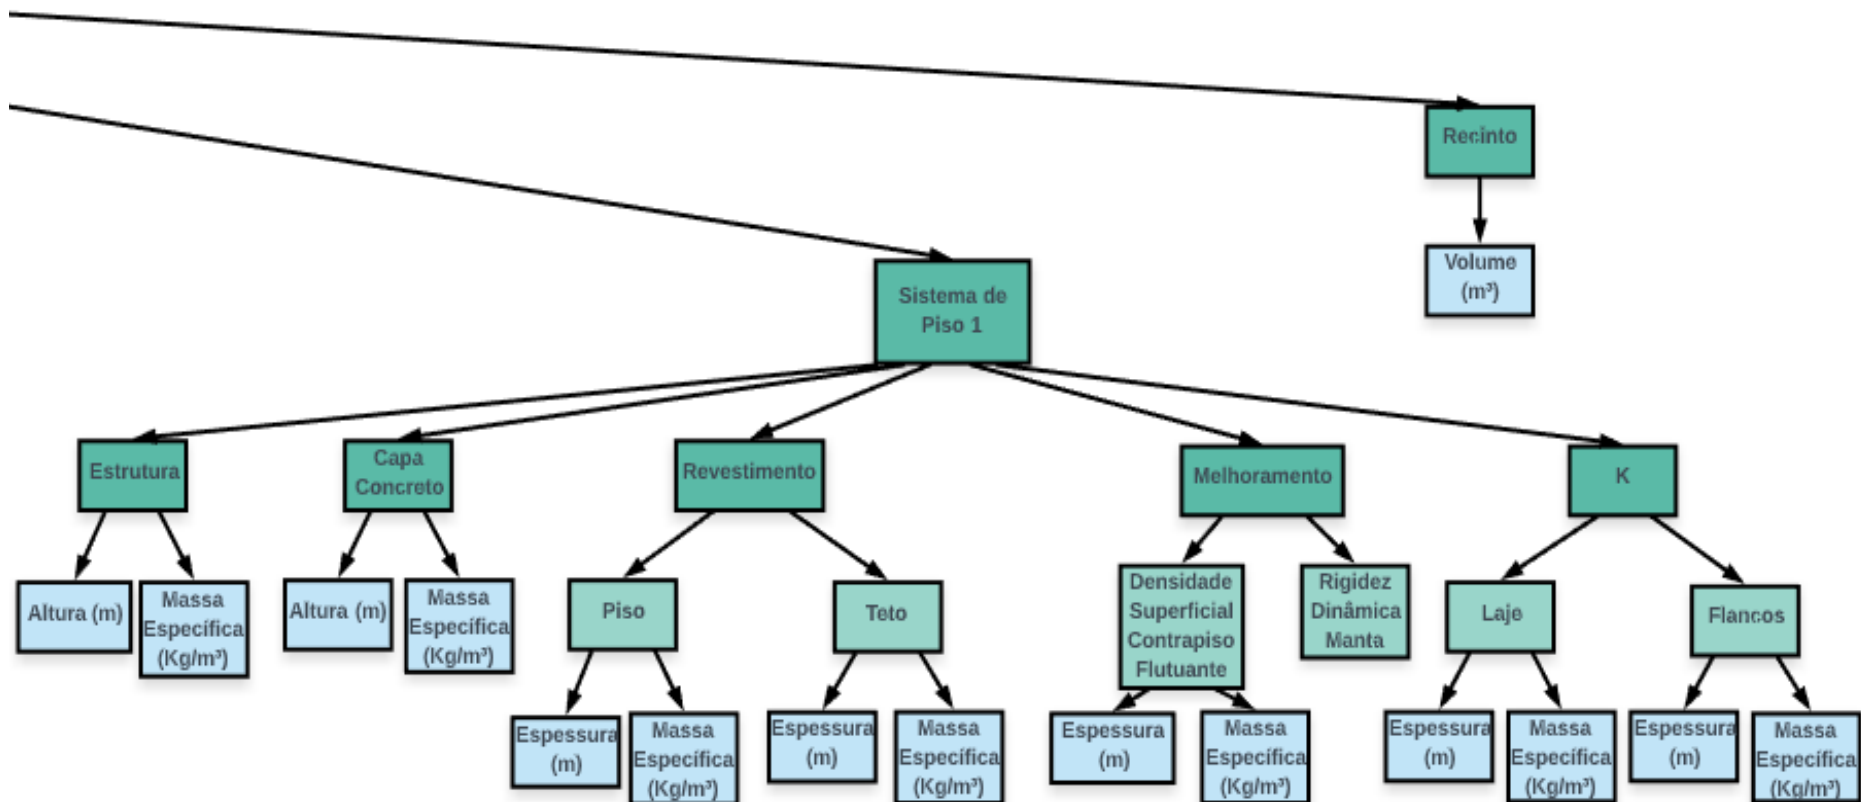 Recinto
Volume
(m³)
Sistema de
Piso 1
Estrutura
Capa
Concreto
Revestimento
Melhoramento
K
Altura (m)
Massa
Específica
(Kg/m³)
Altura (m)
Massa
Específica
(Kg/m³)
Piso
Teto
Densidade
Superficial
Contrapiso
Flutuante
Rigidez
Dinâmica
Manta
Laje
Flancos
Espessura
(m)
Massa
Específica
(Kg/m³)
Espessura
(m)
Massa
Específica
(Kg/m³)
Espessura
(m)
Massa
Específica
(Kg/m³)
Espessura
(m)
Massa
Específica
(Kg/m³)
Espessura
(m)
Massa
Específica
(Kg/m³)